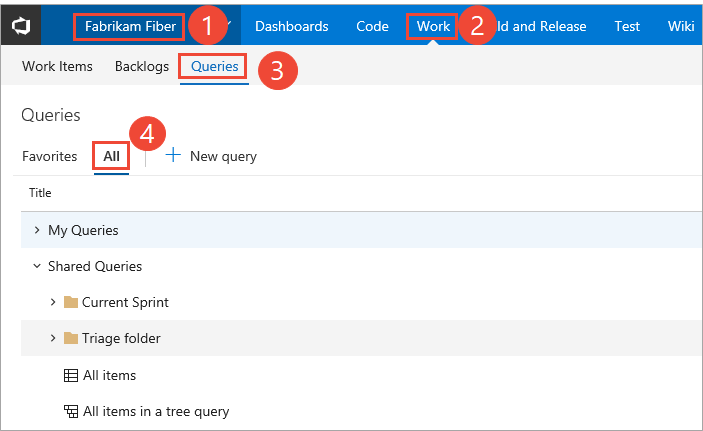 Fabrikam Fiber 1 Dashboards Code Work 2 ld and Release Test Wiki
Work Items Backlogs Queries 3
Queries
4
Favorites All + New query
Title
My Queries
Shared Queries
Current Sprint
Triage folder
All items
All items in a tree query